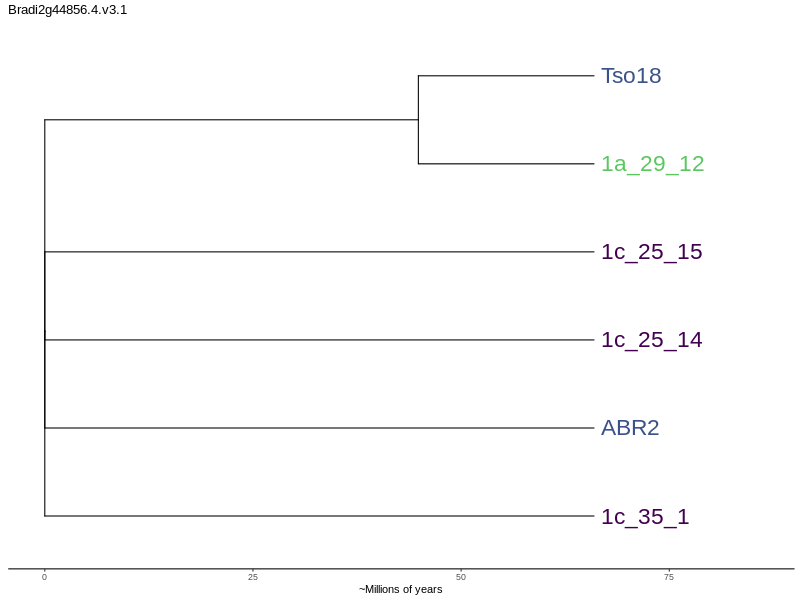 Bradi2g44856.4.v3.1
Tso18
1a_29_12
1c_25_15
1c_25_14
ABR2
1c_35_1
0 25 50 75
~Millions of years